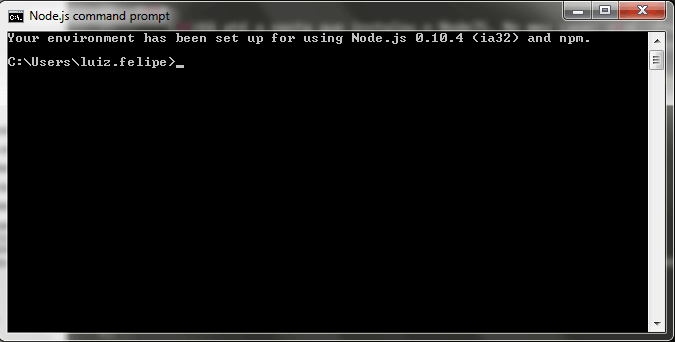 Node.js command prompt
Your environment has been set up for using Node.js 0.10.4 (ia32) and npm.
C:\Users\luiz.felipe>_